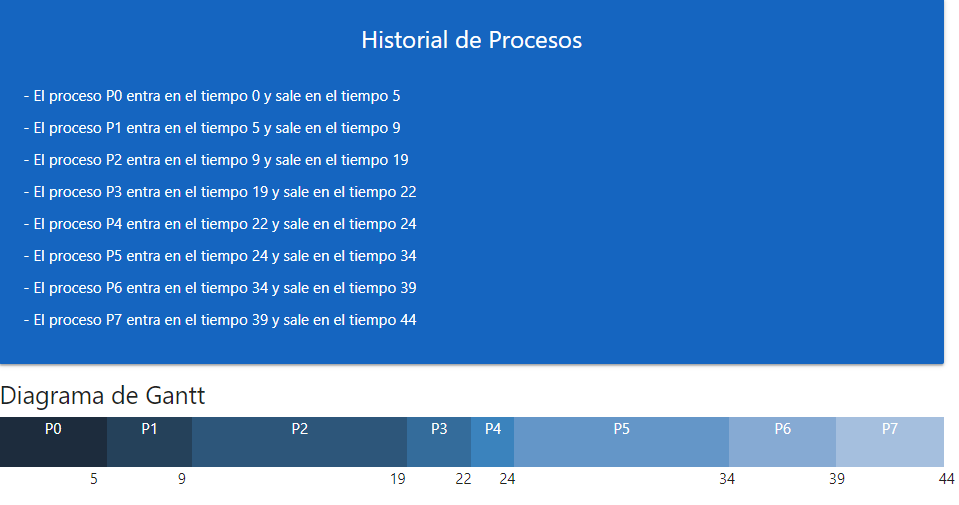 Historial de Procesos
- El proceso P0 entra en el tiempo 0 y sale en el tiempo 5
- El proceso P1 entra en el tiempo 5 y sale en el tiempo 9
- El proceso P2 entra en el tiempo 9 y sale en el tiempo 19
- El proceso P3 entra en el tiempo 19 y sale en el tiempo 22
- El proceso P4 entra en el tiempo 22 y sale en el tiempo 24
- El proceso P5 entra en el tiempo 24 y sale en el tiempo 34
- El proceso P6 entra en el tiempo 34 y sale en el tiempo 39
- El proceso P7 entra en el tiempo 39 y sale en el tiempo 44
Diagrama de Gantt
P0 P1 P2 P3 P4 P5 P6 P7
5 9 19 22 24 34 39 44